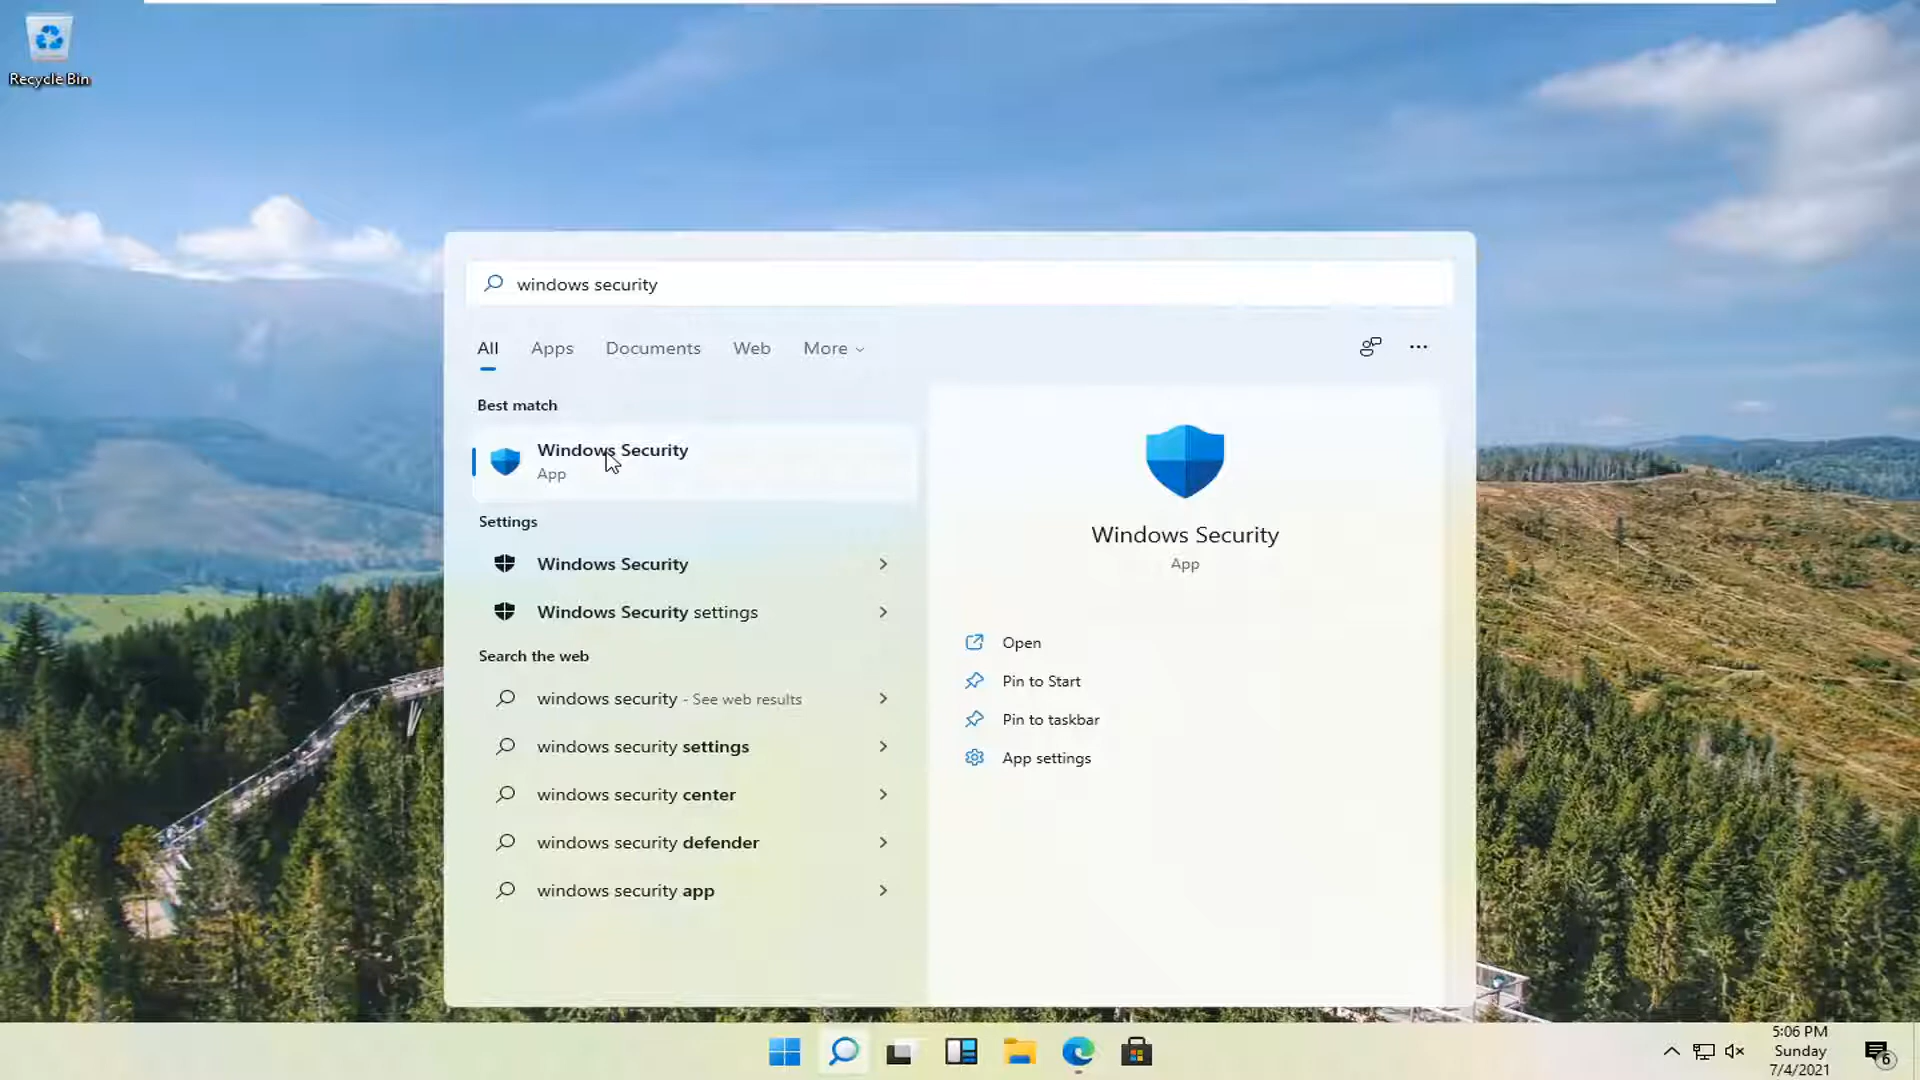 Recycle Bin
windows security
All Apps Documents Web More
Best match
Windows Security
App
Settings
Windows Security
Windows Security settings
Search the web
windows security - See web results
windows security settings
windows security center
windows security defender
windows security app
Windows Security
App
Open
Pin to Start
Pin to taskbar
App settings
5:06 PM
Sunday
7/4/2021
6